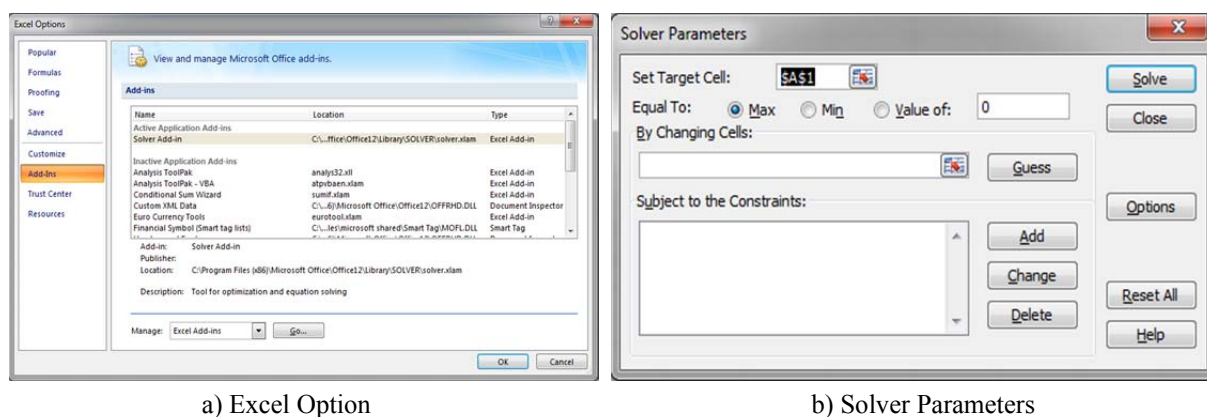 Excel Options
Popular
Formulas
Proofing
Save
Advanced
Customize
Add-Ins
Trust Center
Resources
View and manage Microsoft Office add-ins.
Add-ins
Name Location Type
Active Application Add-ins
Solver Add-in C:\...ffice\Office12\Library\SOLVER\solver.xlam Excel Add-in
Inactive Application Add-ins
Analysis ToolPak analys32.xll Excel Add-in
Analysis ToolPak - VBA atpvbaen.xlam Excel Add-in
Conditional Sum Wizard sumif.xlam Excel Add-in
Custom XML Data C:\...6)\Microsoft Office\Office12\OFFRHD.DLL Document Inspector
Euro Currency Tools eurotool.xlam Excel Add-in
Financial Symbol (Smart tag lists) C:\...les\microsoft shared\Smart Tag\MOFL.DLL Smart Tag
Add-in: Solver Add-in
Publisher:
Location: C:\Program Files (x86)\Microsoft Office\Office12\Library\SOLVER\solver.xlam
Description: Tool for optimization and equation solving
Manage: Excel Add-ins Go...
OK Cancel
a) Excel Option
Solver Parameters
Set Target Cell: $A$1 Solve
Equal To: Max Min Value of: 0 Close
By Changing Cells:
Guess
Subject to the Constraints: Options
Add
Change
Delete
Reset All
Help
b) Solver Parameters